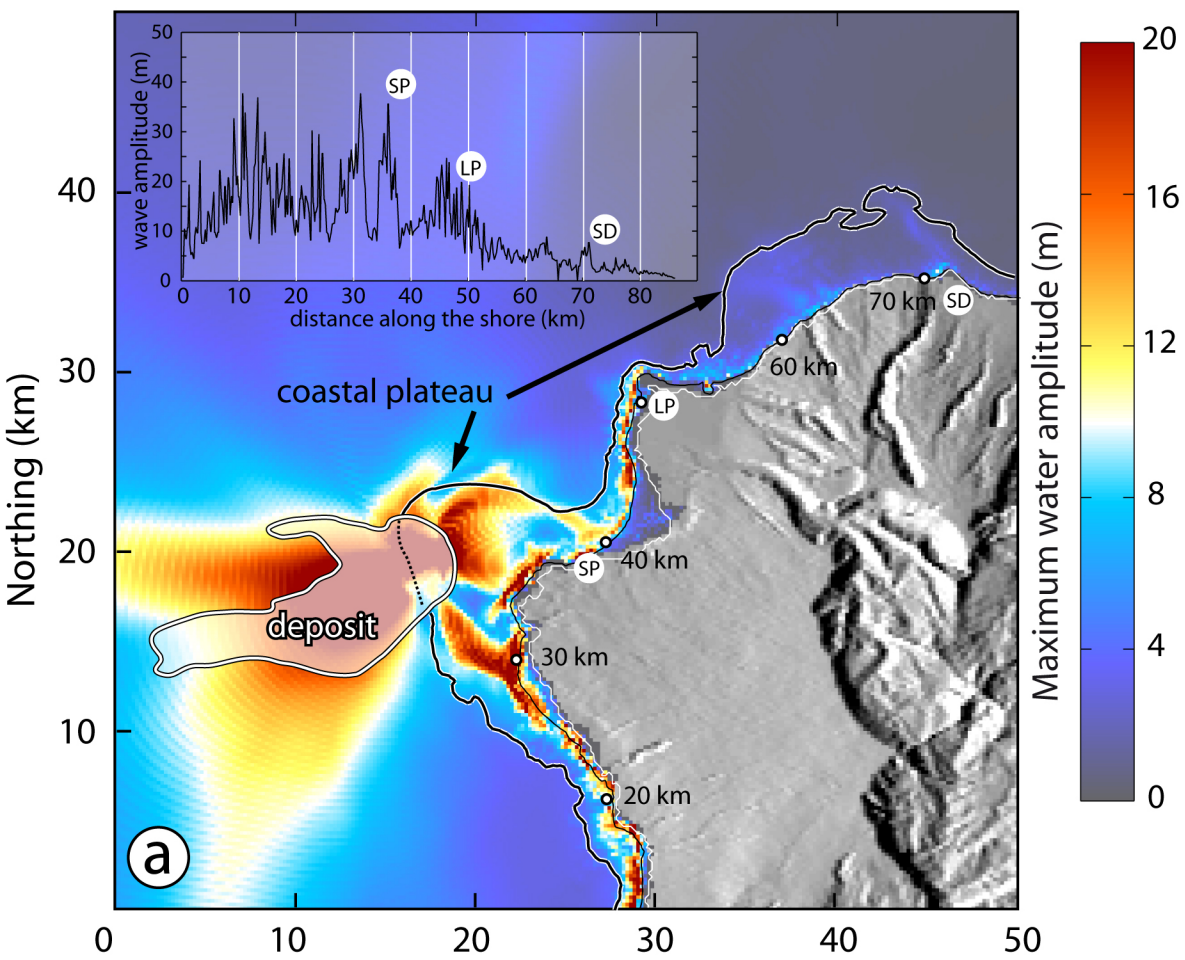 50
40
30
20
10
0
wave amplitude (m)
SP
LP
SD
0 10 20 30 40 50 60 70 80
distance along the shore (km)
coastal plateau
40
30
20
10
Northing (km)
70 km
SD
60 km
LP
40 km
SP
deposit
30 km
20 km
a
0 10 20 30 40 50
20
16
12
8
4
0
Maximum water amplitude (m)